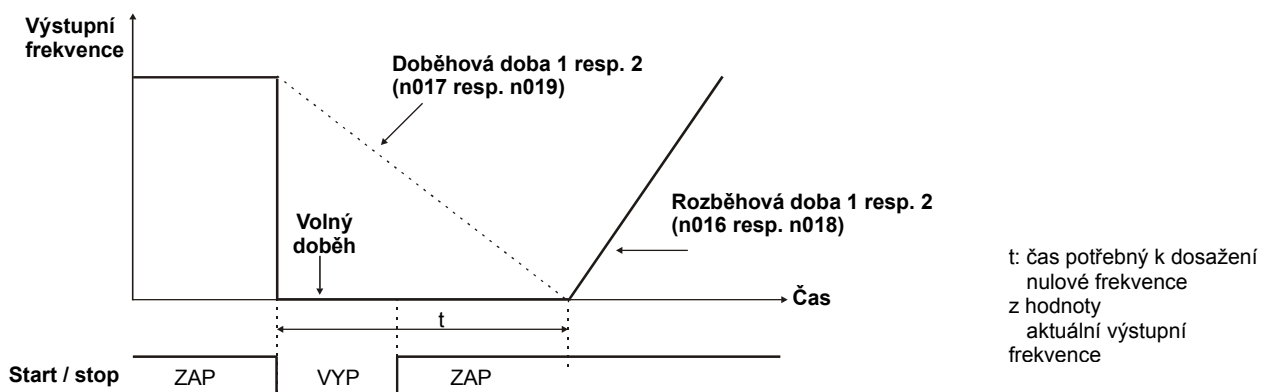 Výstupní
frekvence
Doběhová doba 1 resp. 2
(n017 resp. n019)
Rozběhová doba 1 resp. 2
(n016 resp. n018)
Volný
doběh
t: čas potřebný k dosažení
nulové frekvence
z hodnoty
aktuální výstupní
frekvence
Čas
t
Start / stop
ZAP
VYP
ZAP